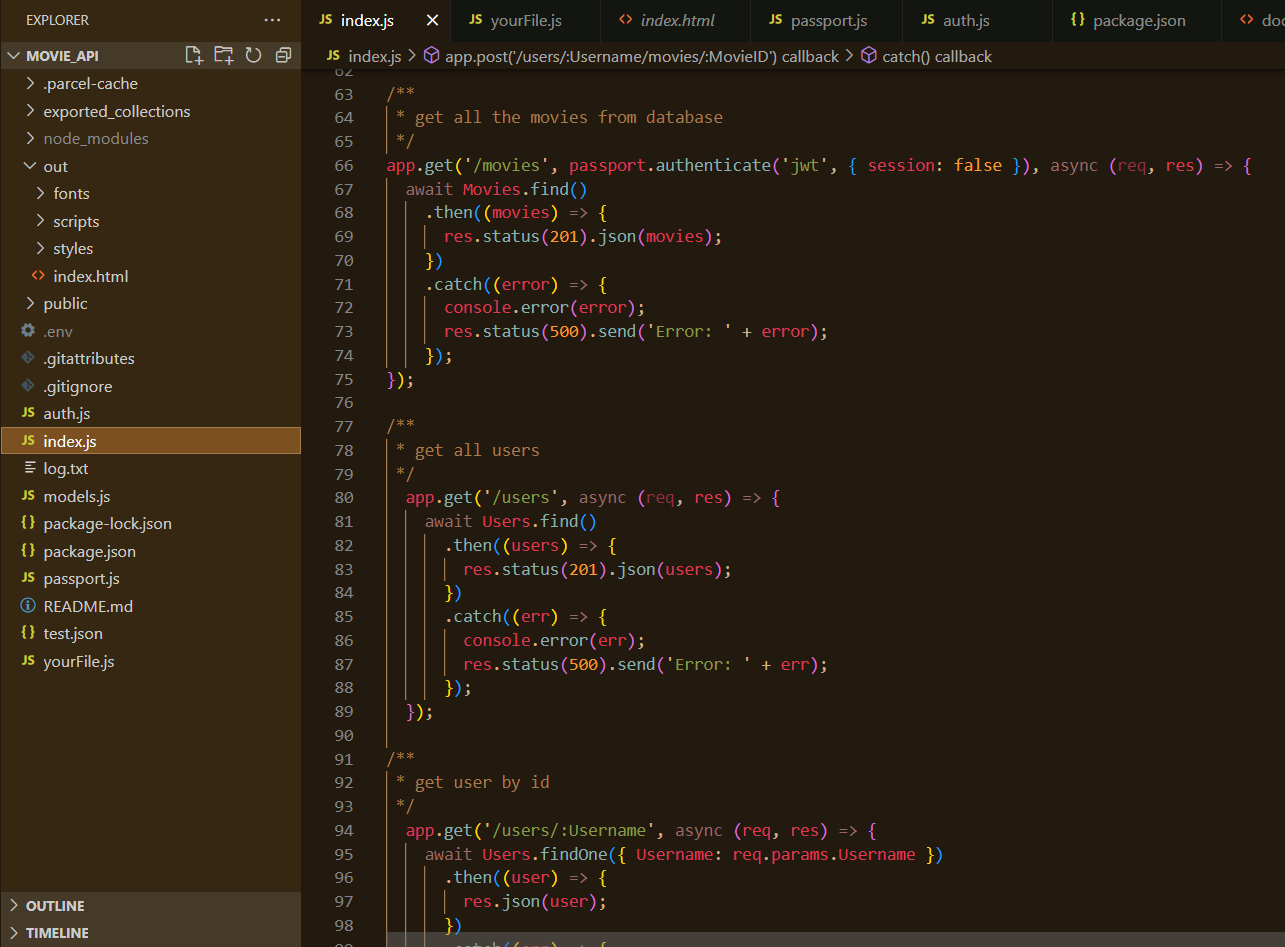 EXPLORER ...
MOVIE_API
.parcel-cache
exported_collections
node_modules
out
fonts
scripts
styles
<> index.html
public
.env
.gitattributes
.gitignore
JS auth.js
JS index.js
log.txt
JS models.js
{} package-lock.json
{} package.json
JS passport.js
README.md
{} test.json
JS yourFile.js
OUTLINE
TIMELINE
JS index.js × JS yourFile.js <> index.html JS passport.js JS auth.js {} package.json <> doc
JS index.js > app.post('/users/:Username/movies/:MovieID') callback > catch() callback
62
63 /**
64  * get all the movies from database
65  */
66 app.get('/movies', passport.authenticate('jwt', { session: false }), async (req, res) => {
67   await Movies.find()
68     .then((movies) => {
69       res.status(201).json(movies);
70     })
71     .catch((error) => {
72       console.error(error);
73       res.status(500).send('Error: ' + error);
74     });
75 });
76
77 /**
78  * get all users
79  */
80   app.get('/users', async (req, res) => {
81     await Users.find()
82       .then((users) => {
83         res.status(201).json(users);
84       })
85       .catch((err) => {
86         console.error(err);
87         res.status(500).send('Error: ' + err);
88       });
89   });
90
91 /**
92  * get user by id
93  */
94   app.get('/users/:Username', async (req, res) => {
95     await Users.findOne({ Username: req.params.Username })
96       .then((user) => {
97         res.json(user);
98       })
99       .catch((err) => {